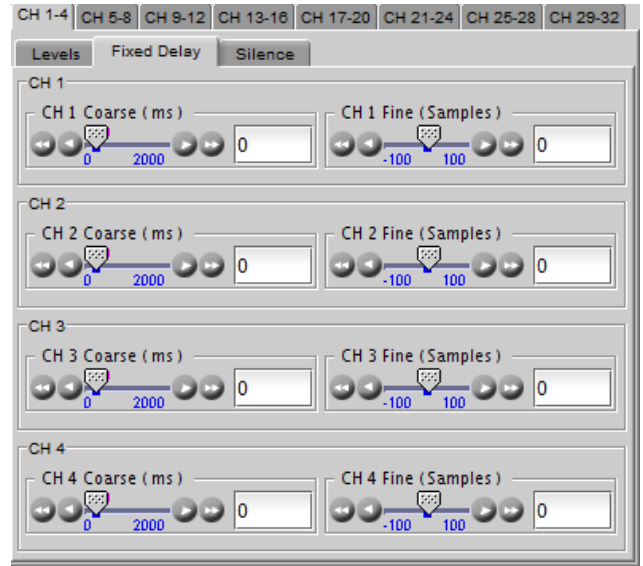 CH 1-4 CH 5-8 CH 9-12 CH 13-16 CH 17-20 CH 21-24 CH 25-28 CH 29-32
Levels Fixed Delay Silence
CH 1
CH 1 Coarse ( ms ) CH 1 Fine ( Samples )
0 0
0 2000 -100 100
CH 2
CH 2 Coarse ( ms ) CH 2 Fine ( Samples )
0 0
0 2000 -100 100
CH 3
CH 3 Coarse ( ms ) CH 3 Fine ( Samples )
0 0
0 2000 -100 100
CH 4
CH 4 Coarse ( ms ) CH 4 Fine ( Samples )
0 0
0 2000 -100 100